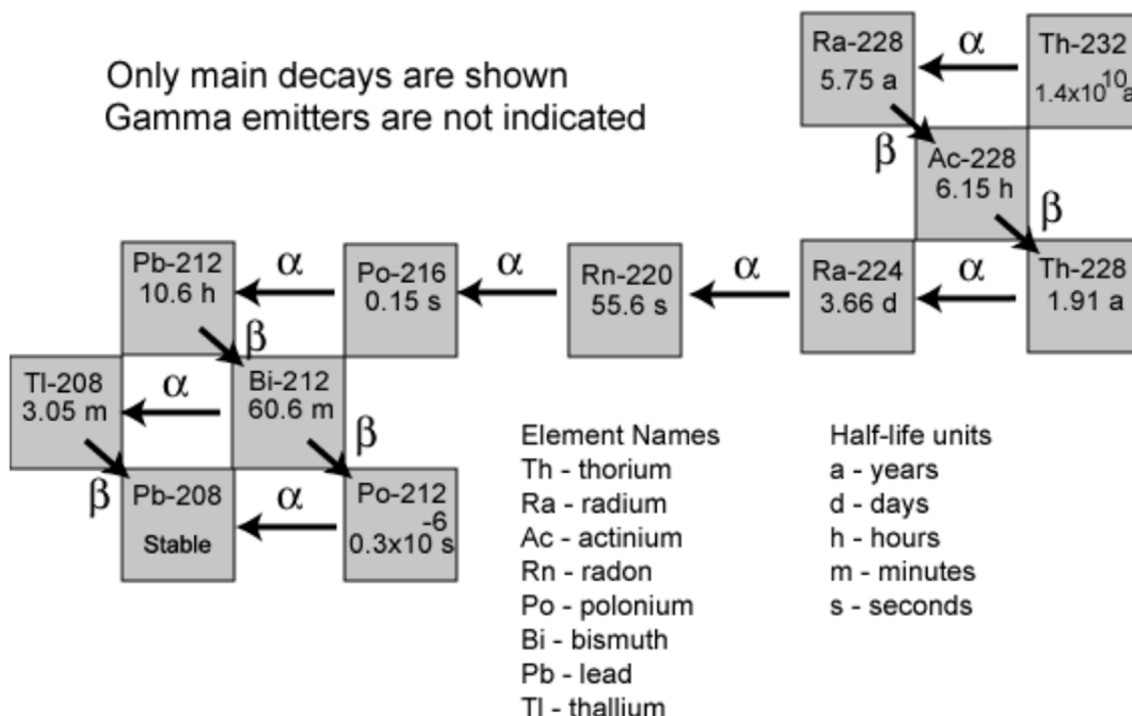 Only main decays are shown
Gamma emitters are not indicated
Ra-228
5.75 a
α
Th-232
1.4x10^10 a
β
Ac-228
6.15 h
β
Pb-212
10.6 h
α
Po-216
0.15 s
α
Rn-220
55.6 s
α
Ra-224
3.66 d
α
Th-228
1.91 a
β
Tl-208
3.05 m
α
Bi-212
60.6 m
β
β
Pb-208
Stable
α
Po-212
0.3x10^-6 s
Element Names
Th - thorium
Ra - radium
Ac - actinium
Rn - radon
Po - polonium
Bi - bismuth
Pb - lead
Tl - thallium
Half-life units
a - years
d - days
h - hours
m - minutes
s - seconds